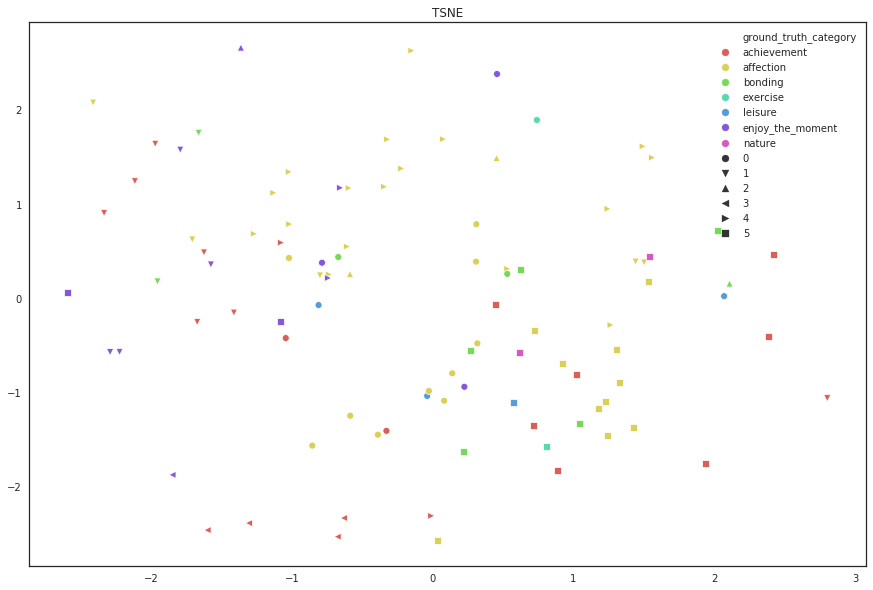 TSNE
ground_truth_category
achievement
affection
bonding
exercise
leisure
enjoy_the_moment
nature
0
1
2
3
4
5
2
1
0
−1
−2
−2
−1
0
1
2
3